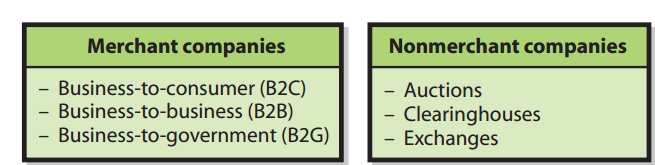 Merchant companies
– Business-to-consumer (B2C)
– Business-to-business (B2B)
– Business-to-government (B2G)
Nonmerchant companies
– Auctions
– Clearinghouses
– Exchanges